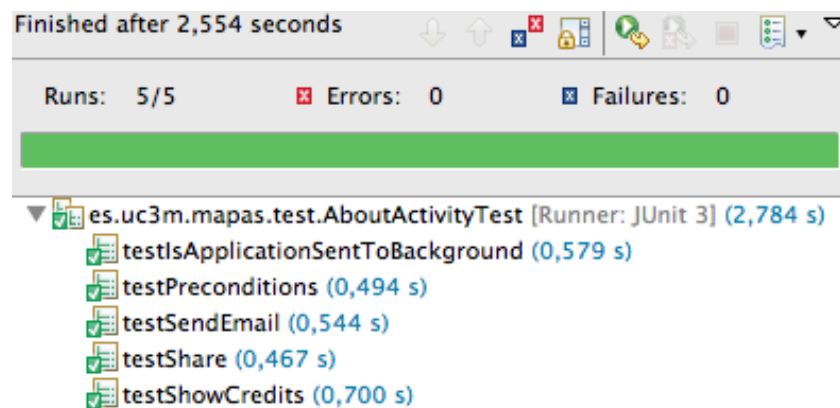 Finished after 2,554 seconds
Runs: 5/5 Errors: 0 Failures: 0
es.uc3m.mapas.test.AboutActivityTest [Runner: JUnit 3] (2,784 s)
testIsApplicationSentToBackground (0,579 s)
testPreconditions (0,494 s)
testSendEmail (0,544 s)
testShare (0,467 s)
testShowCredits (0,700 s)